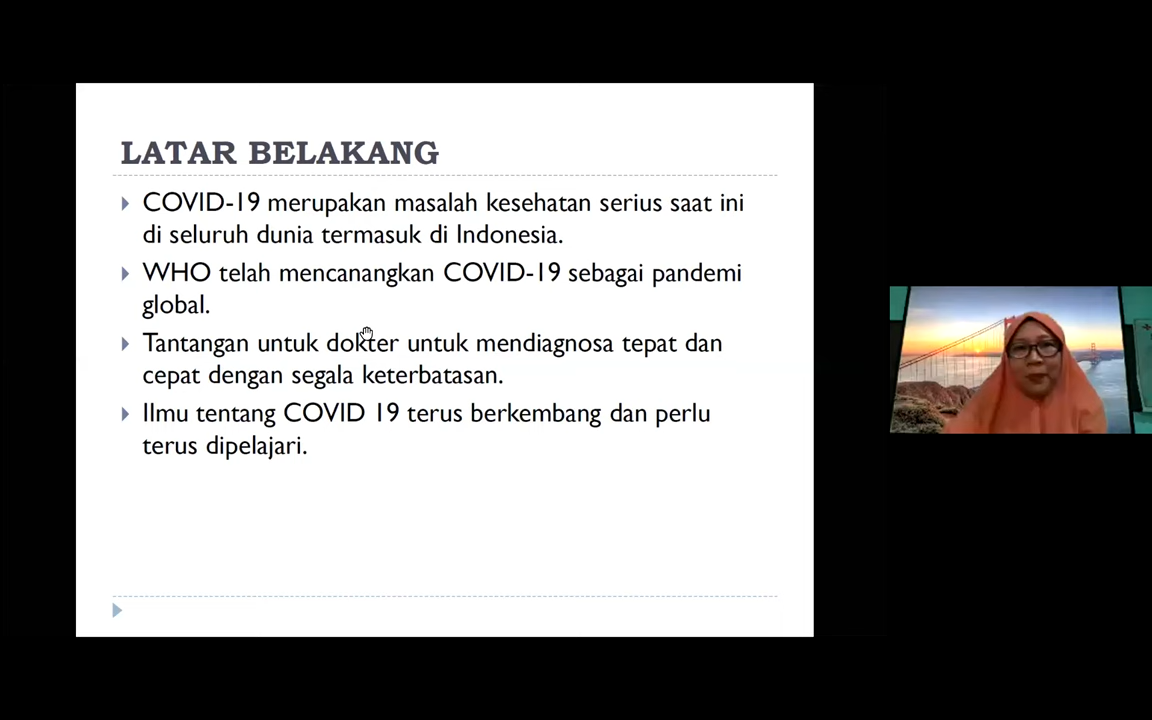 LATAR BELAKANG
COVID-19 merupakan masalah kesehatan serius saat ini
di seluruh dunia termasuk di Indonesia.
WHO telah mencanangkan COVID-19 sebagai pandemi
global.
Tantangan untuk dokter untuk mendiagnosa tepat dan
cepat dengan segala keterbatasan.
Ilmu tentang COVID 19 terus berkembang dan perlu
terus dipelajari.